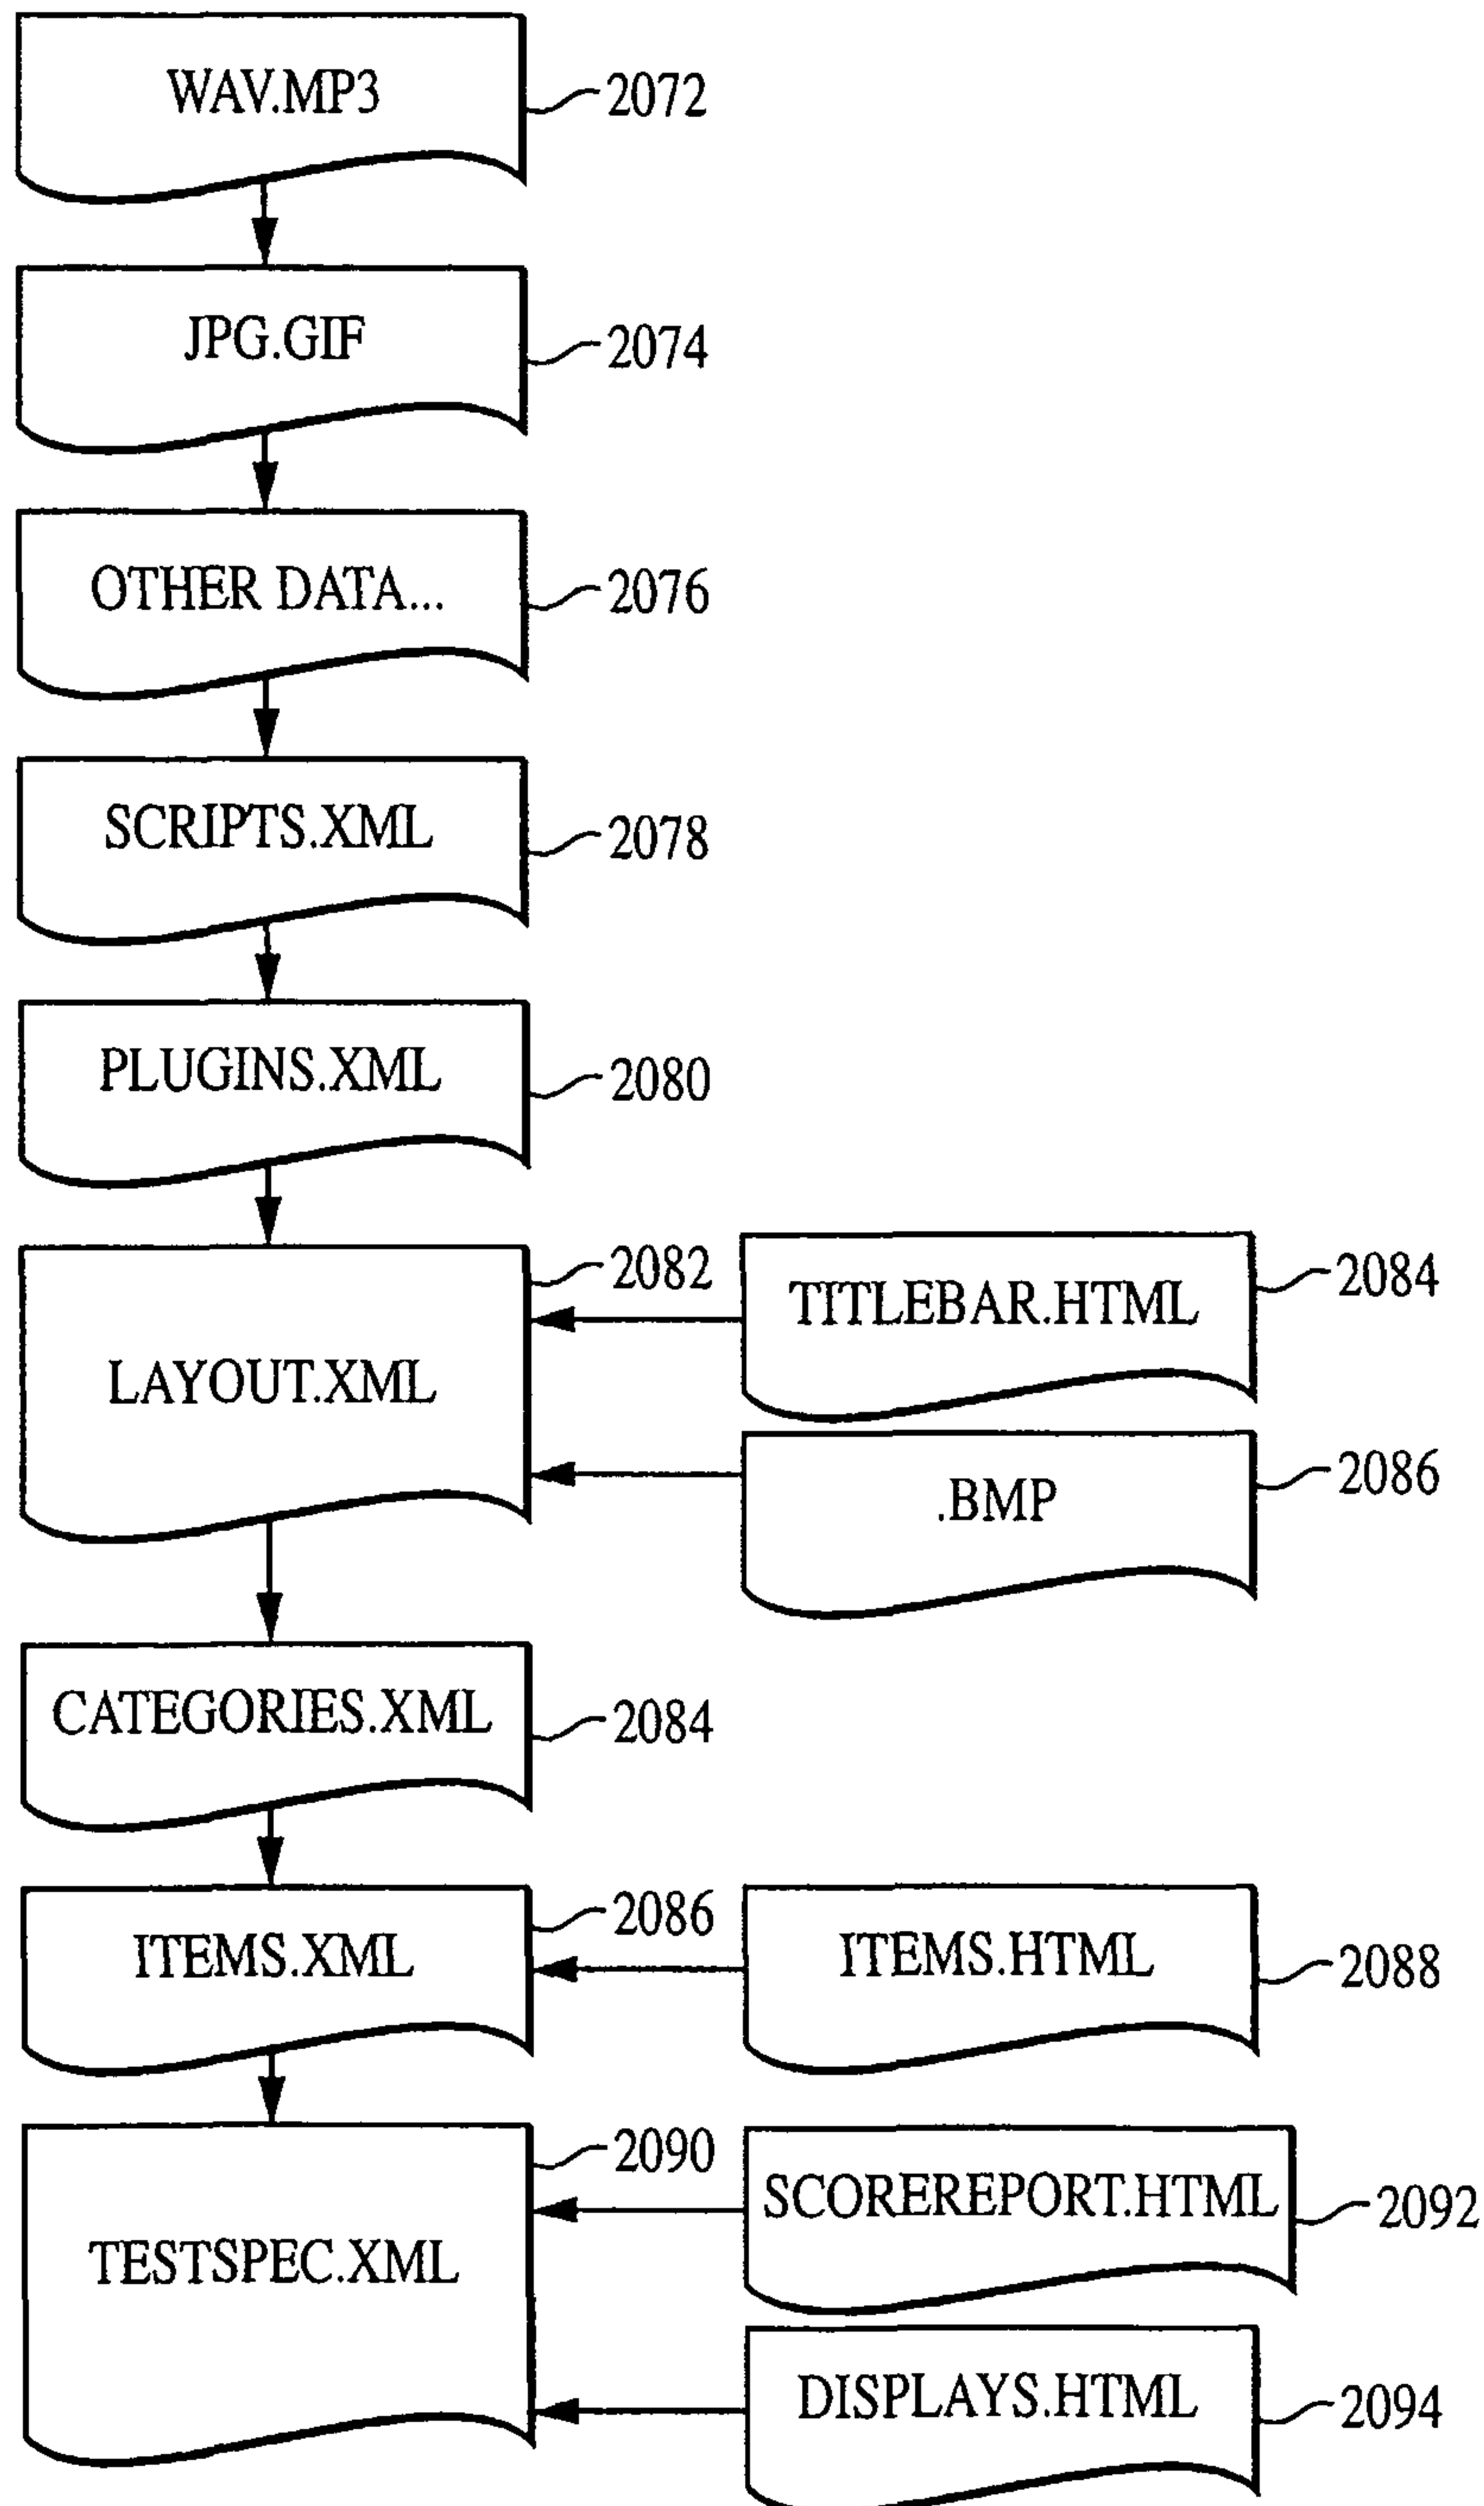 WAV.MP3
2072
JPG.GIF
2074
OTHER DATA...
2076
SCRIPTS.XML
2078
PLUGINS.XML
2080
LAYOUT.XML
2082
TITLEBAR.HTML
2084
.BMP
2086
CATEGORIES.XML
2084
ITEMS.XML
2086
ITEMS.HTML
2088
TESTSPEC.XML
2090
SCOREREPORT.HTML
2092
DISPLAYS.HTML
2094